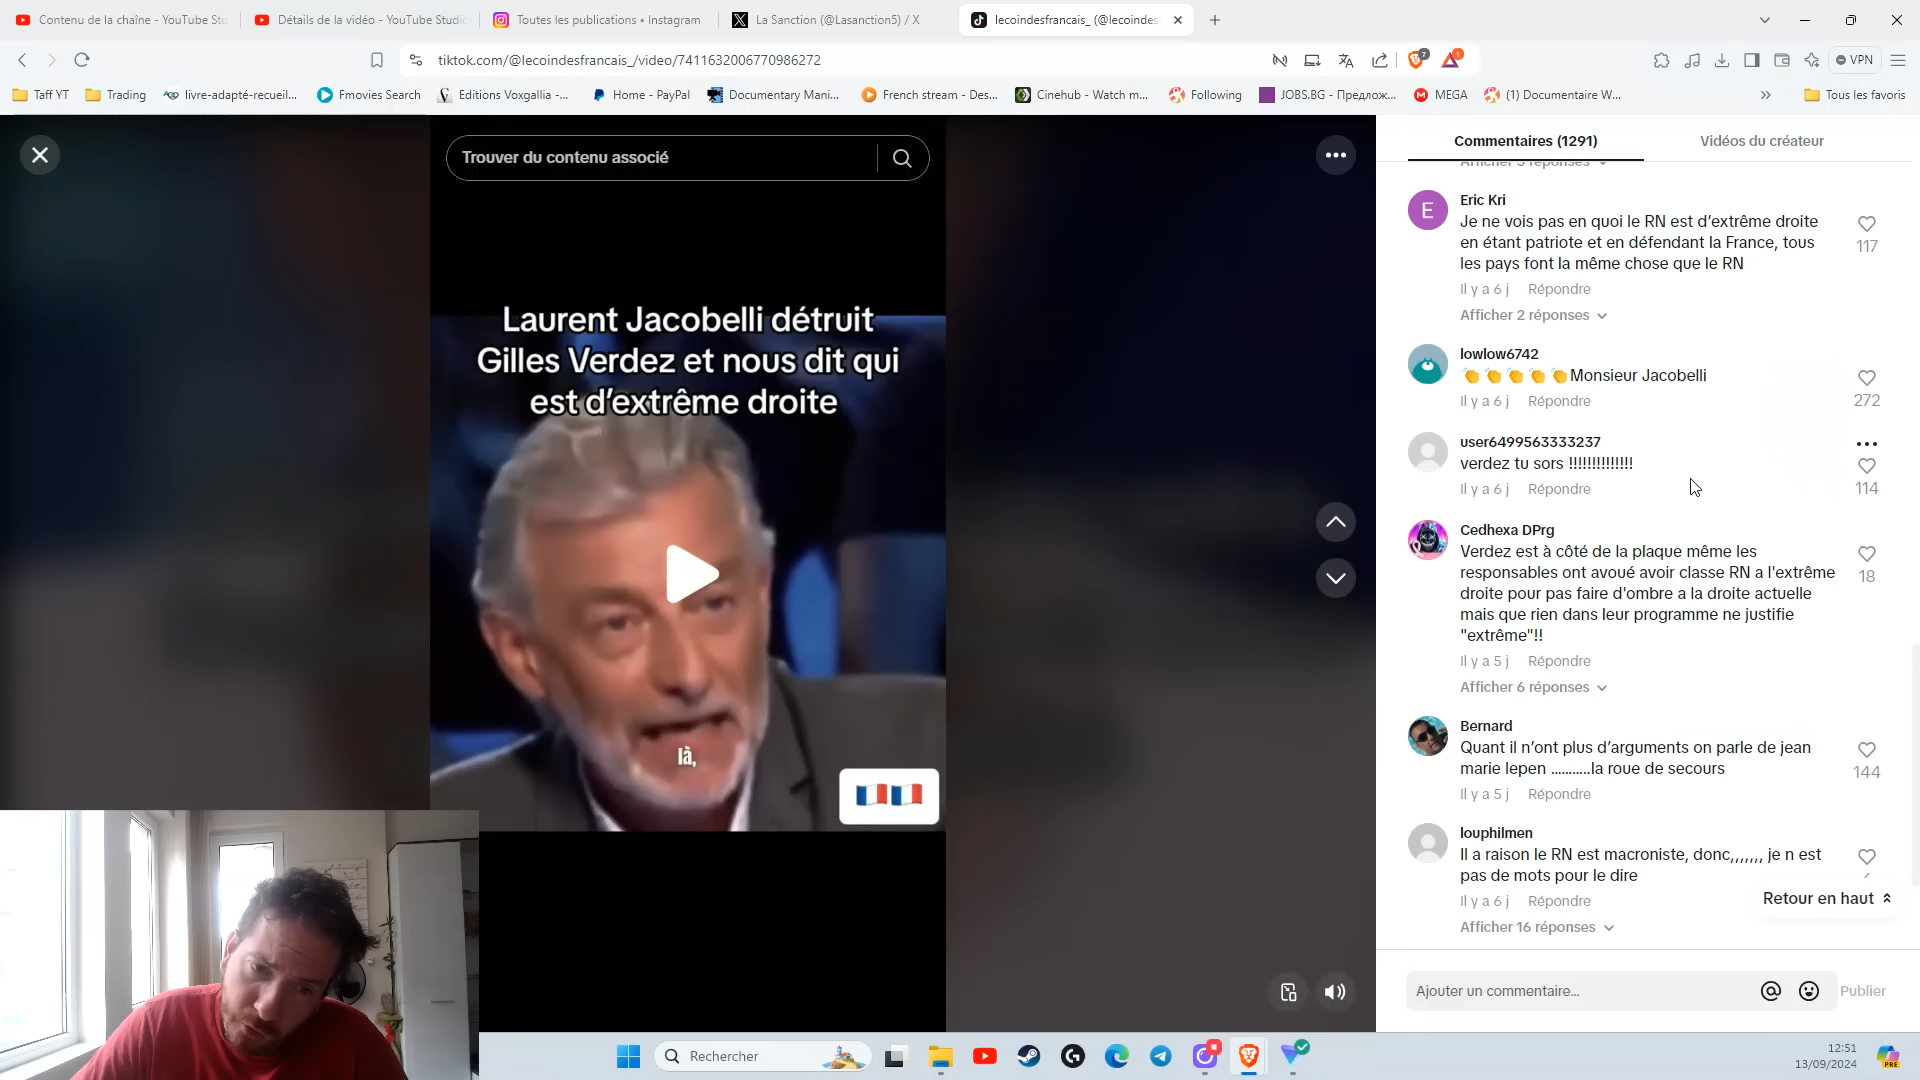 Contenu de la chaîne - YouTube Stu
Détails de la vidéo - YouTube Studio
Toutes les publications • Instagram
La Sanction (@Lasanction5) / X
lecoindesfrancais_ (@lecoindes
tiktok.com/@lecoindesfrancais_/video/7411632006770986272
7
1
VPN
Taff YT
Trading
livre-adapté-recueil...
Fmovies Search
Editions Voxgallia -...
Home - PayPal
Documentary Mani...
French stream - Des...
Cinehub - Watch m...
Following
JOBS.BG - Предлож...
MEGA
(1) Documentaire W...
Tous les favoris
Trouver du contenu associé
Laurent Jacobelli détruit
Gilles Verdez et nous dit qui
est d'extrême droite
là,
Commentaires (1291)
Vidéos du créateur
Eric Kri
E
Je ne vois pas en quoi le RN est d'extrême droite
en étant patriote et en défendant la France, tous
les pays font la même chose que le RN
117
Il y a 6 j Répondre
Afficher 2 réponses
lowlow6742
👏👏👏👏👏Monsieur Jacobelli
272
Il y a 6 j Répondre
user6499563333237
verdez tu sors !!!!!!!!!!!!!!
114
Il y a 6 j Répondre
Cedhexa DPrg
Verdez est à côté de la plaque même les
responsables ont avoué avoir classe RN a l'extrême
droite pour pas faire d'ombre a la droite actuelle
mais que rien dans leur programme ne justifie
"extrême"!!
18
Il y a 5 j Répondre
Afficher 6 réponses
Bernard
Quant il n'ont plus d'arguments on parle de jean
marie lepen ...........la roue de secours
144
Il y a 5 j Répondre
louphilmen
Il a raison le RN est macroniste, donc,,,,,,, je n est
pas de mots pour le dire
Il y a 6 j Répondre
Afficher 16 réponses
Retour en haut
Ajouter un commentaire...
Publier
Rechercher
12:51
13/09/2024
PRE